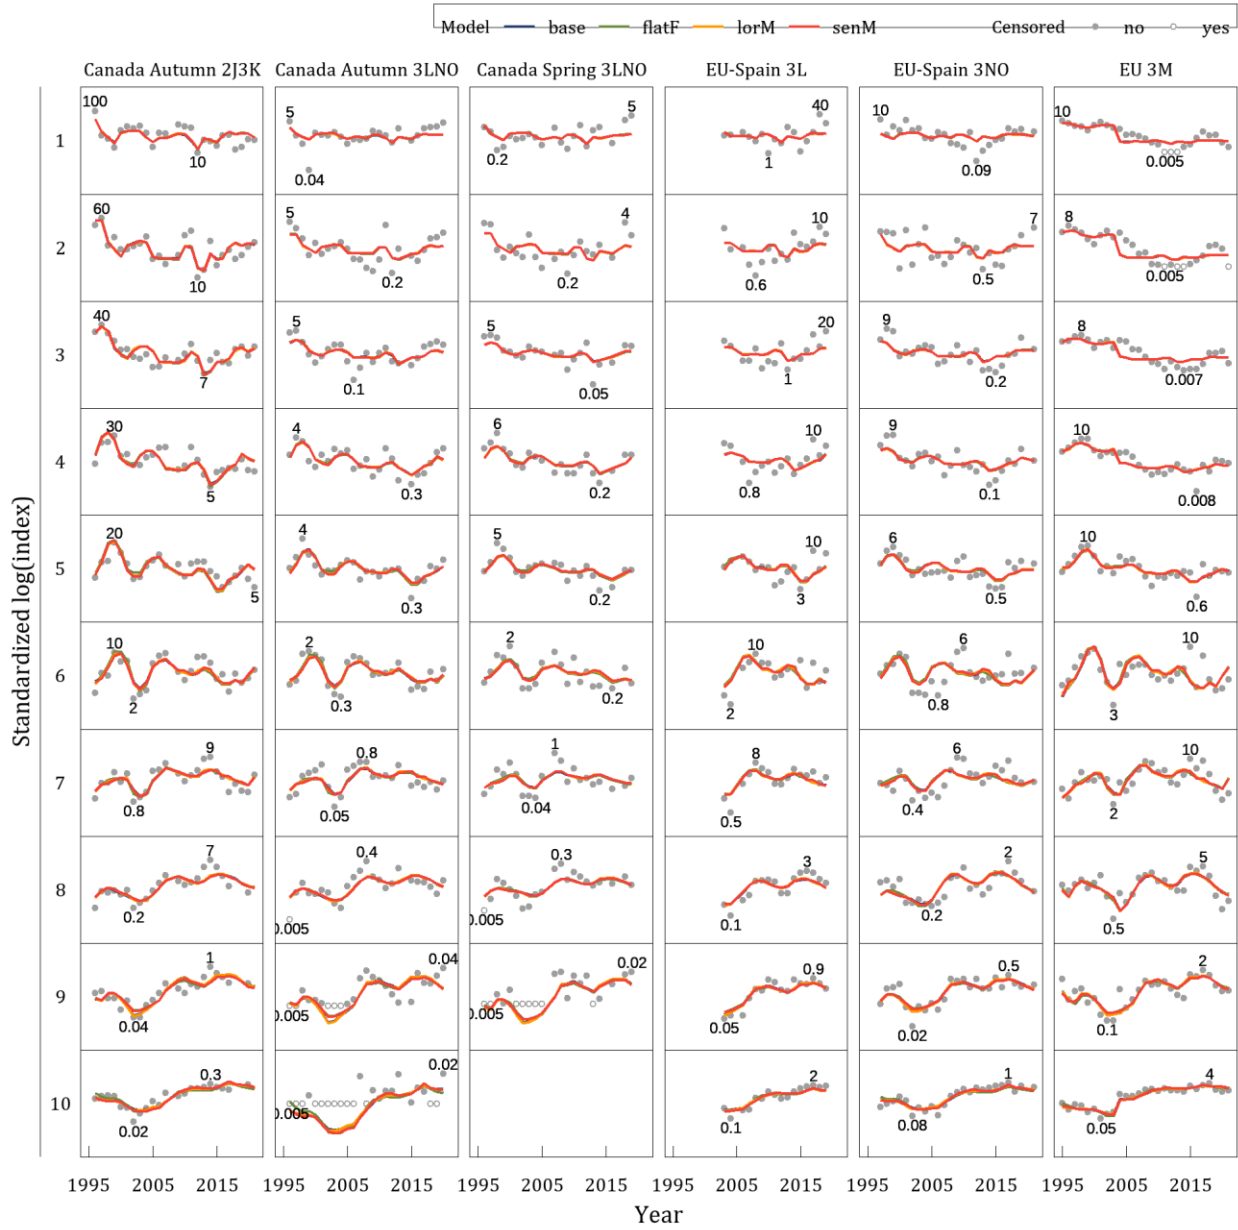 Model base flatF lorM senM Censored no yes
Canada Autumn 2J3K Canada Autumn 3LNO Canada Spring 3LNO EU-Spain 3L EU-Spain 3NO EU 3M
100 5 5 40 10 10
1
10 0.04 0.2 1 0.09 0.005
60 5 4 10 7 8
2
10 0.2 0.2 0.6 0.5 0.005
40 5 5 20 9 8
3
7 0.1 0.05 1 0.2 0.007
30 4 6 10 9 10
4
5 0.3 0.2 0.8 0.1 0.008
20 4 5 10 6 10
5
5 0.3 0.2 3 0.5 0.6
10 2 2 10 6 10
6
2 0.3 0.2 2 0.8 3
9 0.8 1 8 6 10
7
0.8 0.05 0.04 0.5 0.4 2
7 0.4 0.3 3 2 5
8
0.2 0.005 0.005 0.1 0.2 0.5
1 0.04 0.02 0.9 0.5 2
9
0.04 0.005 0.005 0.05 0.02 0.1
0.3 0.02 2 1 4
10
0.02 0.005 0.1 0.08 0.05
Standardized log(index)
1995 2005 2015 1995 2005 2015 1995 2005 2015 1995 2005 2015 1995 2005 2015 1995 2005 2015
Year